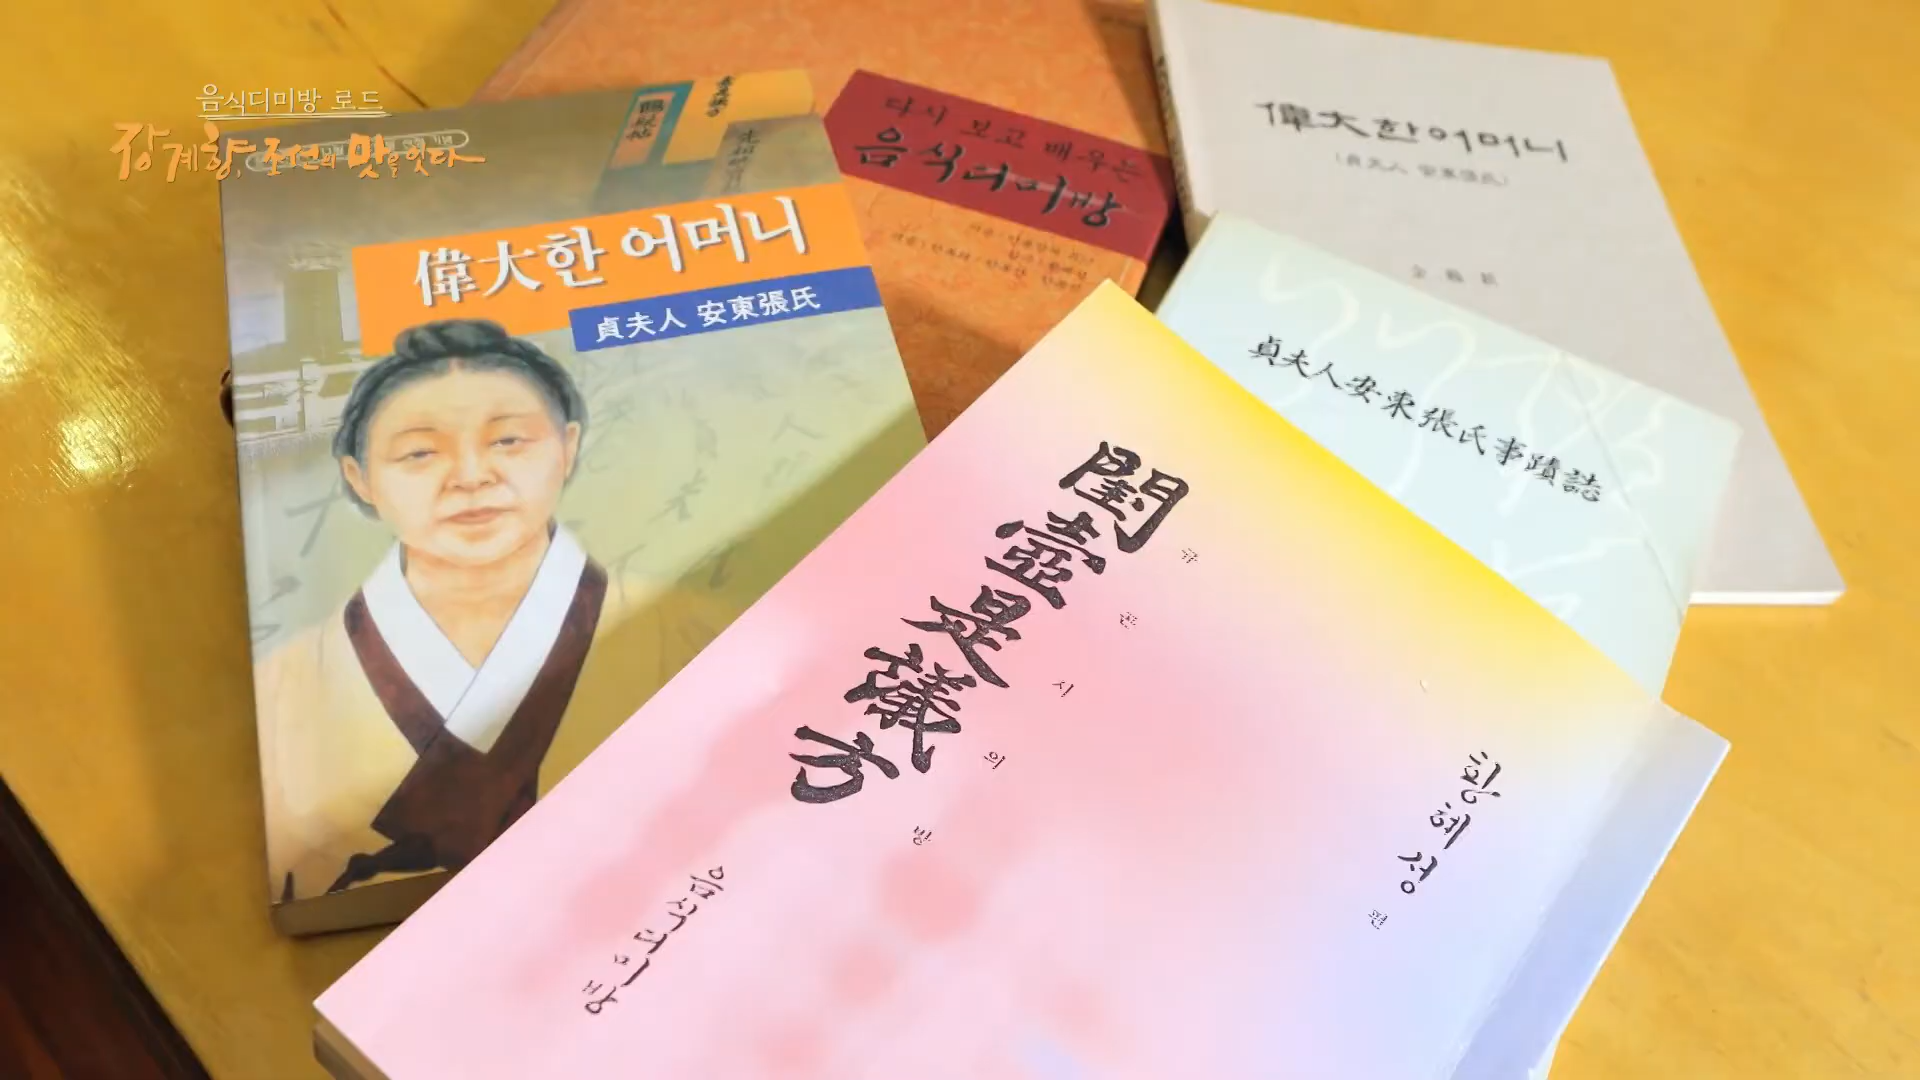 음식디미방 로드
장계향, 조선의 맛을 잇다
偉大한 어머니
貞夫人 安東張氏
다시 보고 배우는
음식디미방
偉大한어머니
(貞夫人 安東張氏)
貞夫人安東張氏事蹟誌
閨壼是議方
규곤시의방
음식디미방
황혜성 편